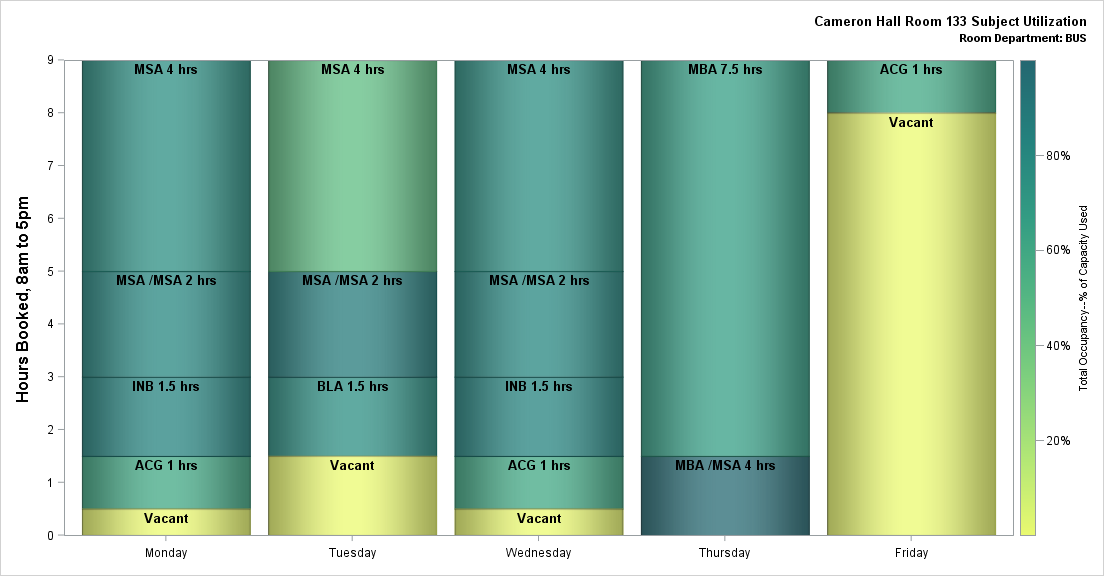 Cameron Hall Room 133 Subject Utilization
Room Department: BUS
Hours Booked, 8am to 5pm
9
8
7
6
5
4
3
2
1
0
MSA 4 hrs
MSA /MSA 2 hrs
INB 1.5 hrs
ACG 1 hrs
Vacant
MSA 4 hrs
MSA /MSA 2 hrs
BLA 1.5 hrs
Vacant
MSA 4 hrs
MSA /MSA 2 hrs
INB 1.5 hrs
ACG 1 hrs
Vacant
MBA 7.5 hrs
MBA /MSA 4 hrs
ACG 1 hrs
Vacant
Monday
Tuesday
Wednesday
Thursday
Friday
80%
60%
40%
20%
Total Occupancy--% of Capacity Used